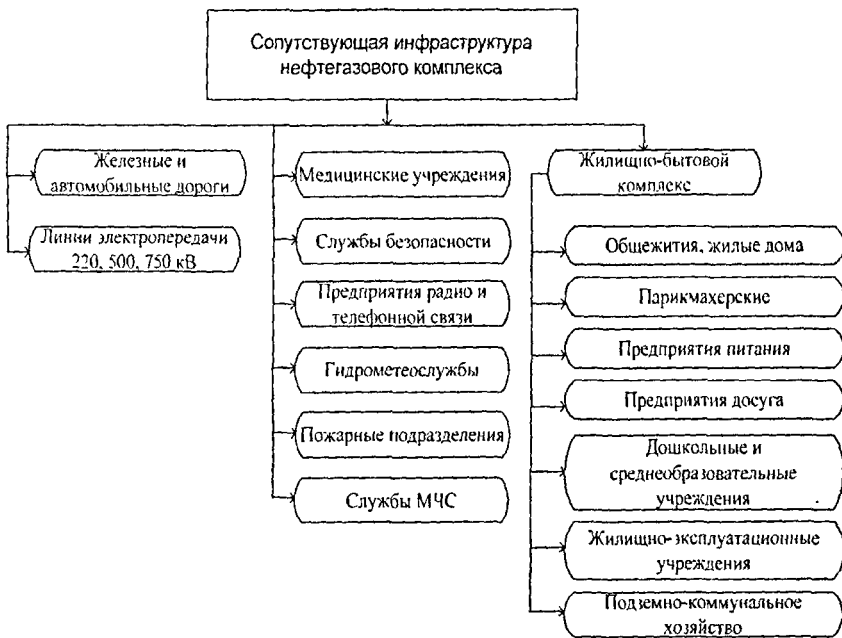 Сопутствующая инфраструктура
нефтегазового комплекса
Железные и
автомобильные дороги
Линии электропередачи
220, 500, 750 кВ
Медицинские учреждения
Службы безопасности
Предприятия радио и
телефонной связи
Гидрометеослужбы
Пожарные подразделения
Службы МЧС
Жилищно-бытовой
комплекс
Общежития, жилые дома
Парикмахерские
Предприятия питания
Предприятия досуга
Дошкольные и
среднеобразовательные
учреждения
Жилищно-эксплуатационные
учреждения
Подземно-коммунальное
хозяйство